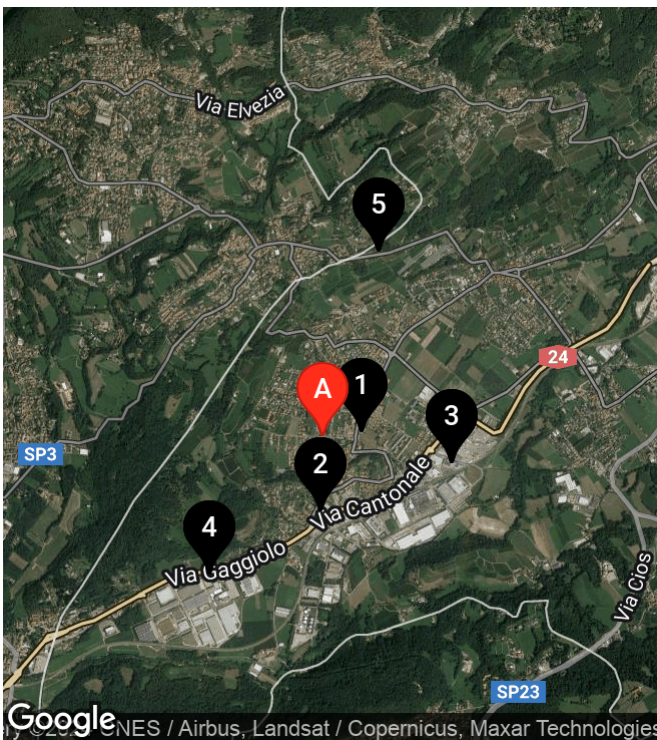 Via Elvezia
5
24
A
1
3
SP3
2
Via Cantonale
4
Via Gaggiolo
Via Cios
SP23
Google
CNES / Airbus, Landsat / Copernicus, Maxar Technologies